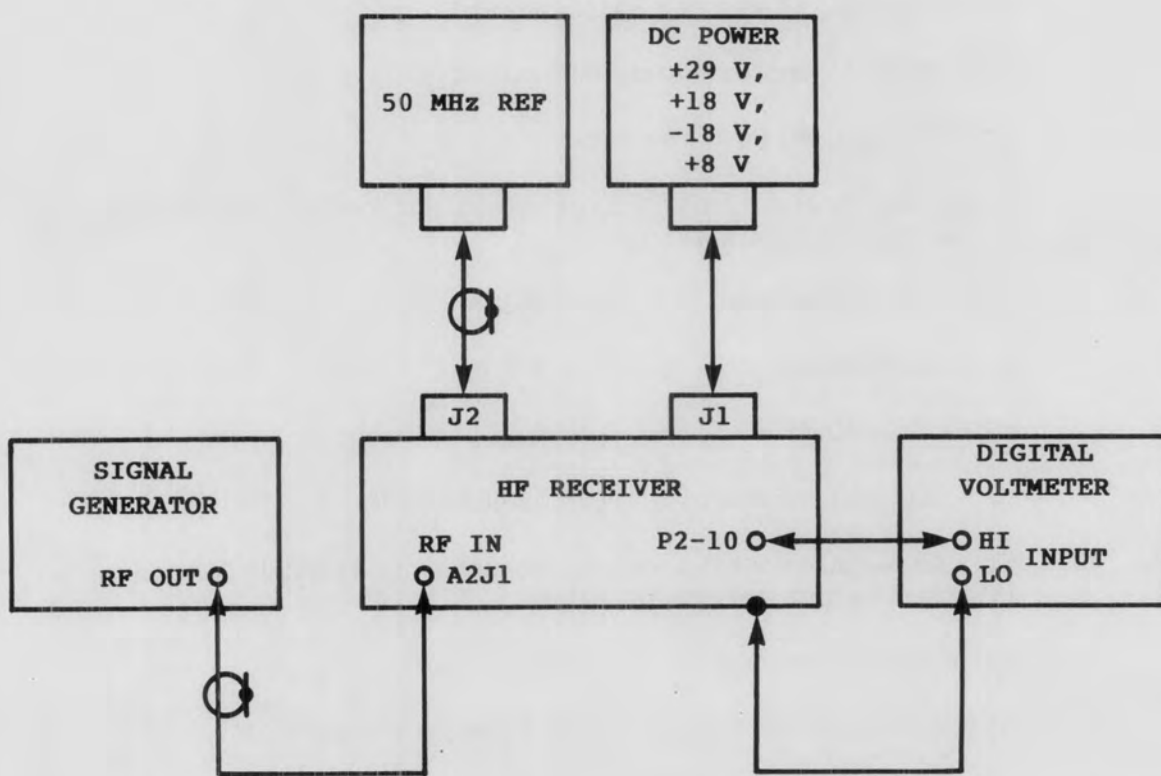 50 MHz REF
DC POWER
+29 V,
+18 V,
-18 V,
+8 V
J2
J1
SIGNAL
GENERATOR
RF OUT
HF RECEIVER
RF IN
A2J1
P2-10
DIGITAL
VOLTMETER
HI
INPUT
LO